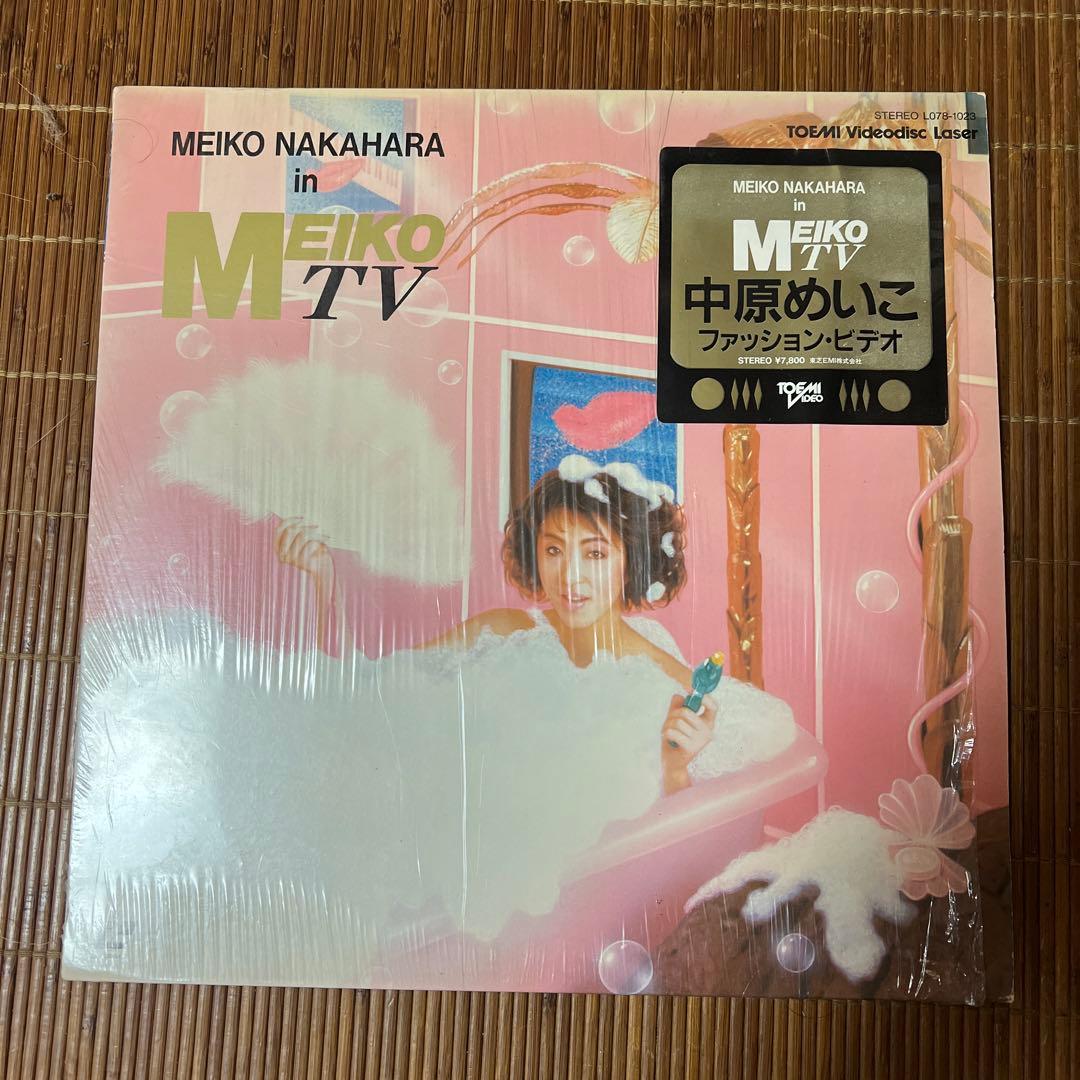 STEREO L078-1023
TOEMI Videodisc Laser
MEIKO NAKAHARA
in
MEIKO
TV
MEIKO NAKAHARA
in
MEIKO
TV
中原めいこ
ファッション・ビデオ
STEREO ¥7,800 東芝EMI株式会社
TOEMI
VIDEO